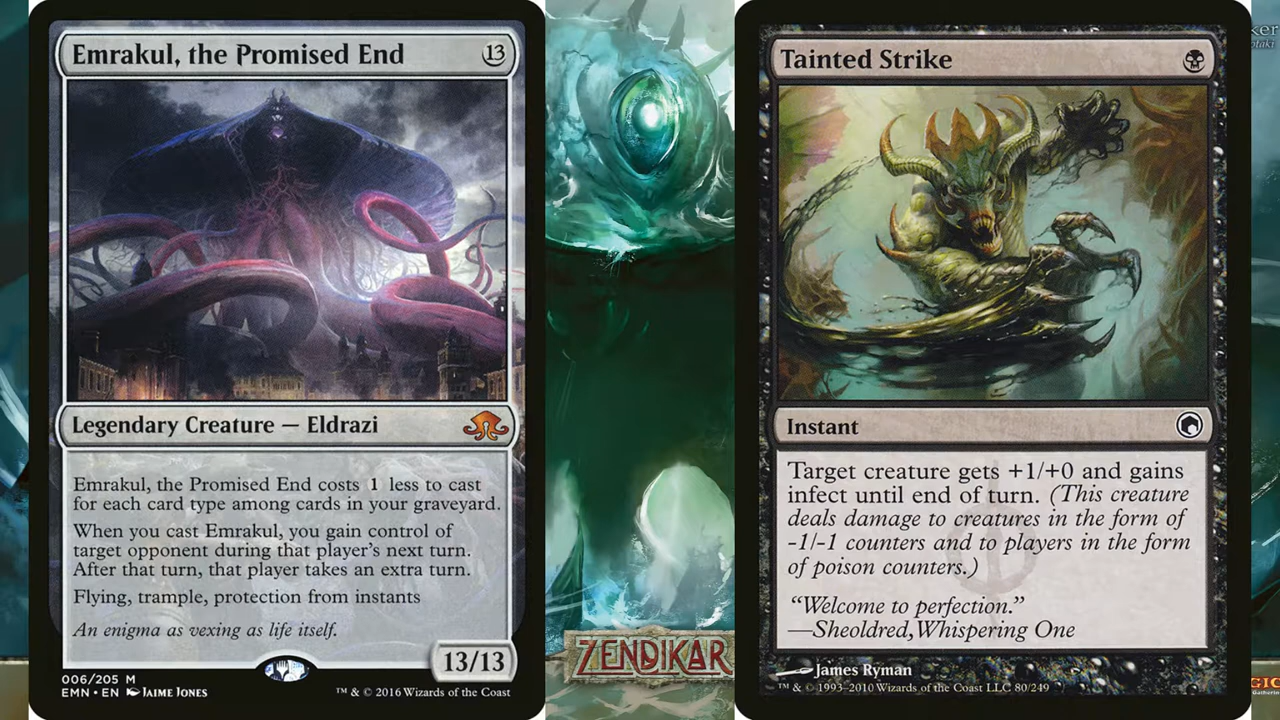 Emrakul, the Promised End
13
Legendary Creature — Eldrazi
Emrakul, the Promised End costs 1 less to cast
for each card type among cards in your graveyard.
When you cast Emrakul, you gain control of
target opponent during that player's next turn.
After that turn, that player takes an extra turn.
Flying, trample, protection from instants
An enigma as vexing as life itself.
13/13
006/205 M
EMN • EN JAIME JONES
™ & © 2016 Wizards of the Coast
ZENDIKAR
Tainted Strike
Instant
Target creature gets +1/+0 and gains
infect until end of turn. (This creature
deals damage to creatures in the form of
-1/-1 counters and to players in the form
of poison counters.)
“Welcome to perfection.”
—Sheoldred, Whispering One
James Ryman
™ & © 1993–2010 Wizards of the Coast LLC 80/249